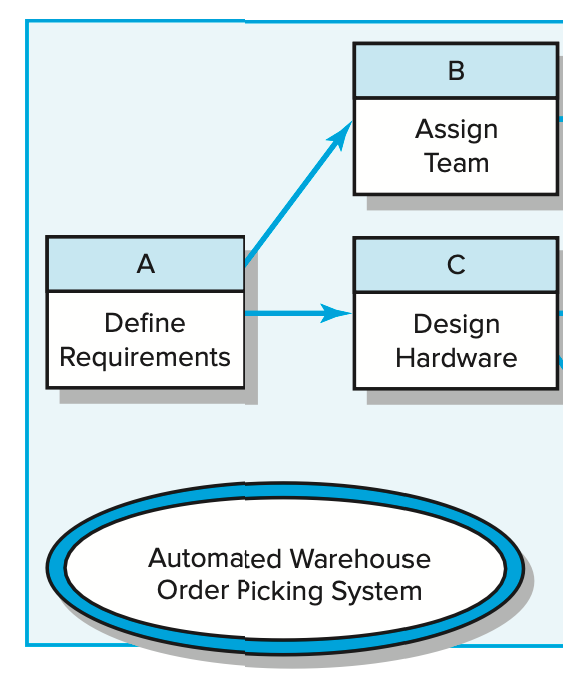 B
Assign
Team
A
Define
Requirements
C
Design
Hardware
Automated Warehouse
Order Picking System